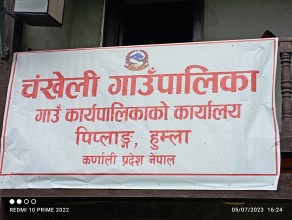 चंखेली गाउँपालिका
गाउँ कार्यपालिकाको कार्यालय
पिप्लाङ्ग, हुम्ला
कर्णाली प्रदेश नेपाल
REDMI 10 PRIME 2022
05/07/2023 16:24